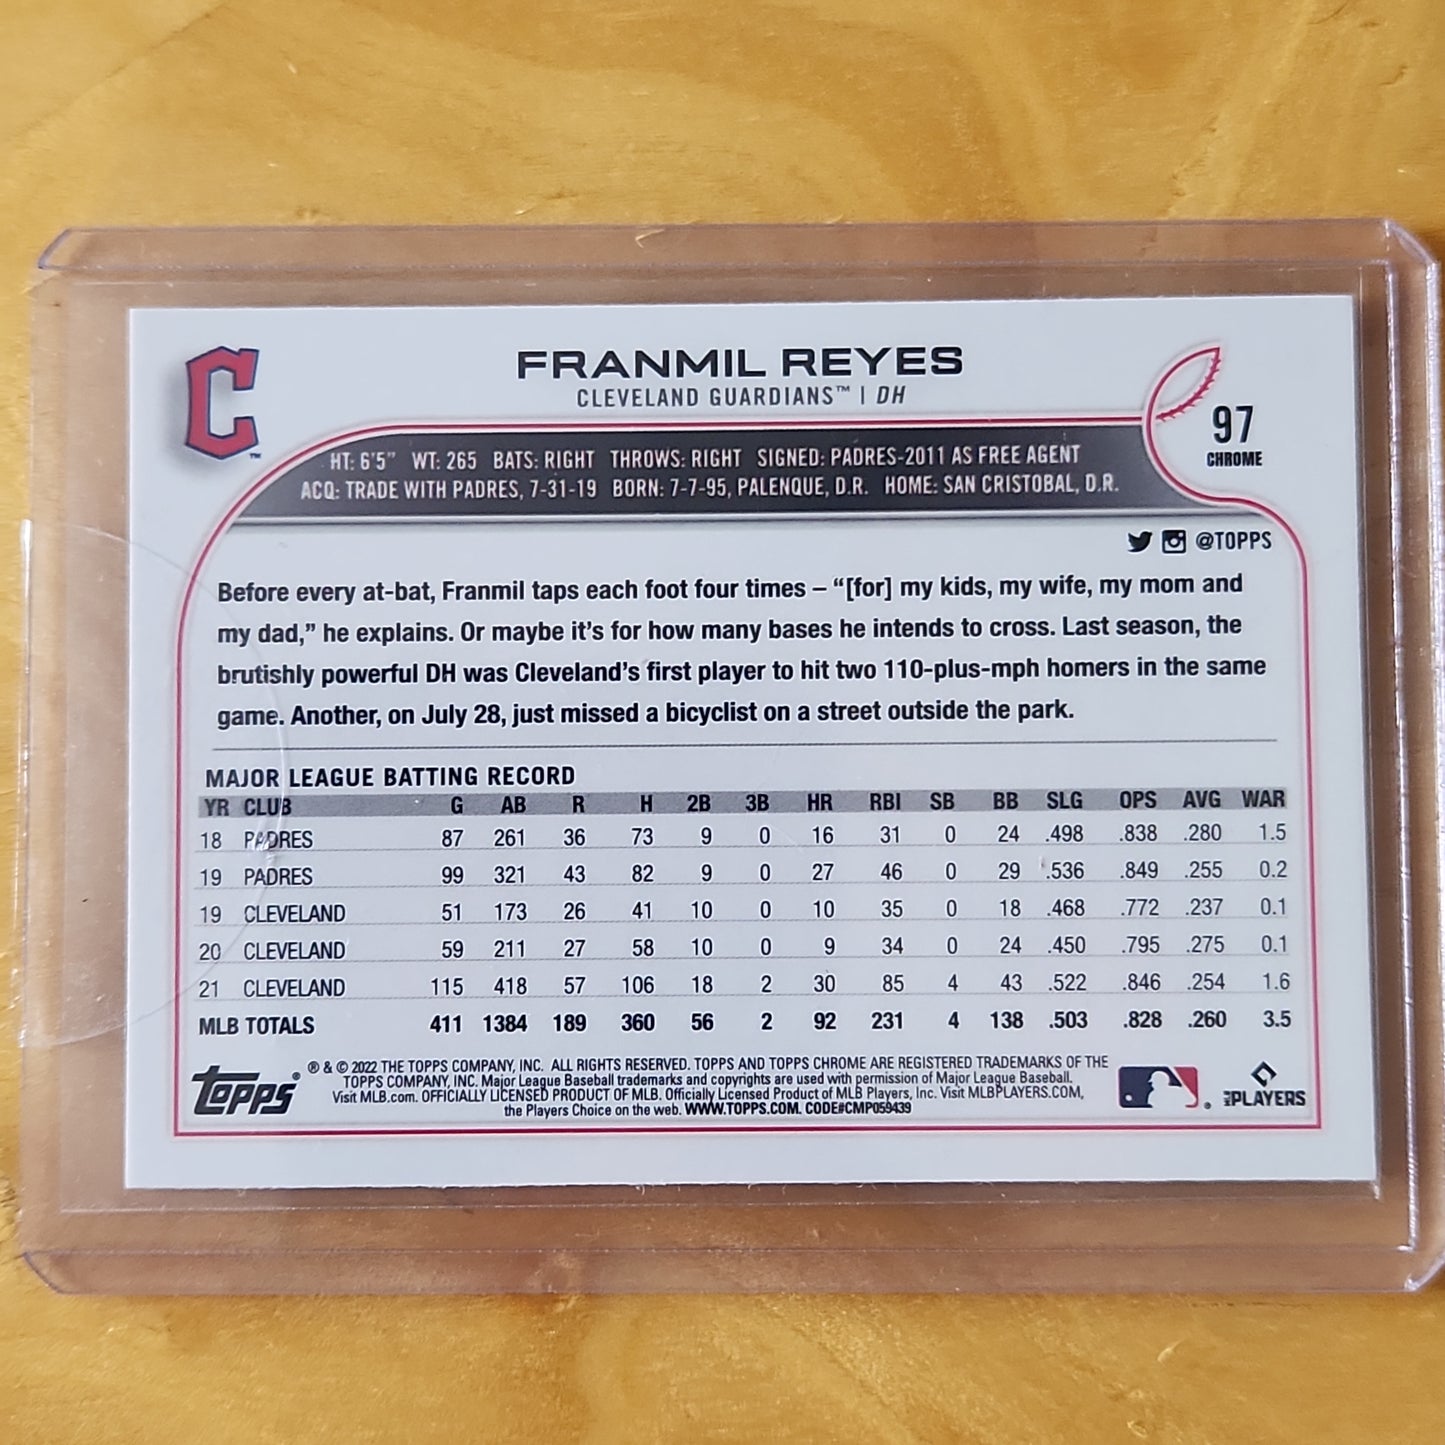 C
™
FRANMIL REYES
CLEVELAND GUARDIANS™ | DH
97
CHROME
HT: 6'5" WT: 265 BATS: RIGHT THROWS: RIGHT SIGNED: PADRES-2011 AS FREE AGENT
ACQ: TRADE WITH PADRES, 7-31-19 BORN: 7-7-95, PALENQUE, D.R. HOME: SAN CRISTOBAL, D.R.
@TOPPS
Before every at-bat, Franmil taps each foot four times – “[for] my kids, my wife, my mom and
my dad,” he explains. Or maybe it’s for how many bases he intends to cross. Last season, the
brutishly powerful DH was Cleveland’s first player to hit two 110-plus-mph homers in the same
game. Another, on July 28, just missed a bicyclist on a street outside the park.
MAJOR LEAGUE BATTING RECORD
YR CLUB G AB R H 2B 3B HR RBI SB BB SLG OPS AVG WAR
18 PADRES 87 261 36 73 9 0 16 31 0 24 .498 .838 .280 1.5
19 PADRES 99 321 43 82 9 0 27 46 0 29 .536 .849 .255 0.2
19 CLEVELAND 51 173 26 41 10 0 10 35 0 18 .468 .772 .237 0.1
20 CLEVELAND 59 211 27 58 10 0 9 34 0 24 .450 .795 .275 0.1
21 CLEVELAND 115 418 57 106 18 2 30 85 4 43 .522 .846 .254 1.6
MLB TOTALS 411 1384 189 360 56 2 92 231 4 138 .503 .828 .260 3.5
TOPPS®
® & © 2022 THE TOPPS COMPANY, INC. ALL RIGHTS RESERVED. TOPPS AND TOPPS CHROME ARE REGISTERED TRADEMARKS OF THE
TOPPS COMPANY, INC. Major League Baseball trademarks and copyrights are used with permission of Major League Baseball.
Visit MLB.com. OFFICIALLY LICENSED PRODUCT OF MLB. Officially Licensed Product of MLB Players, Inc. Visit MLBPLAYERS.COM,
the Players Choice on the web. WWW.TOPPS.COM. CODE#CMP059439
®
MLB PLAYERS